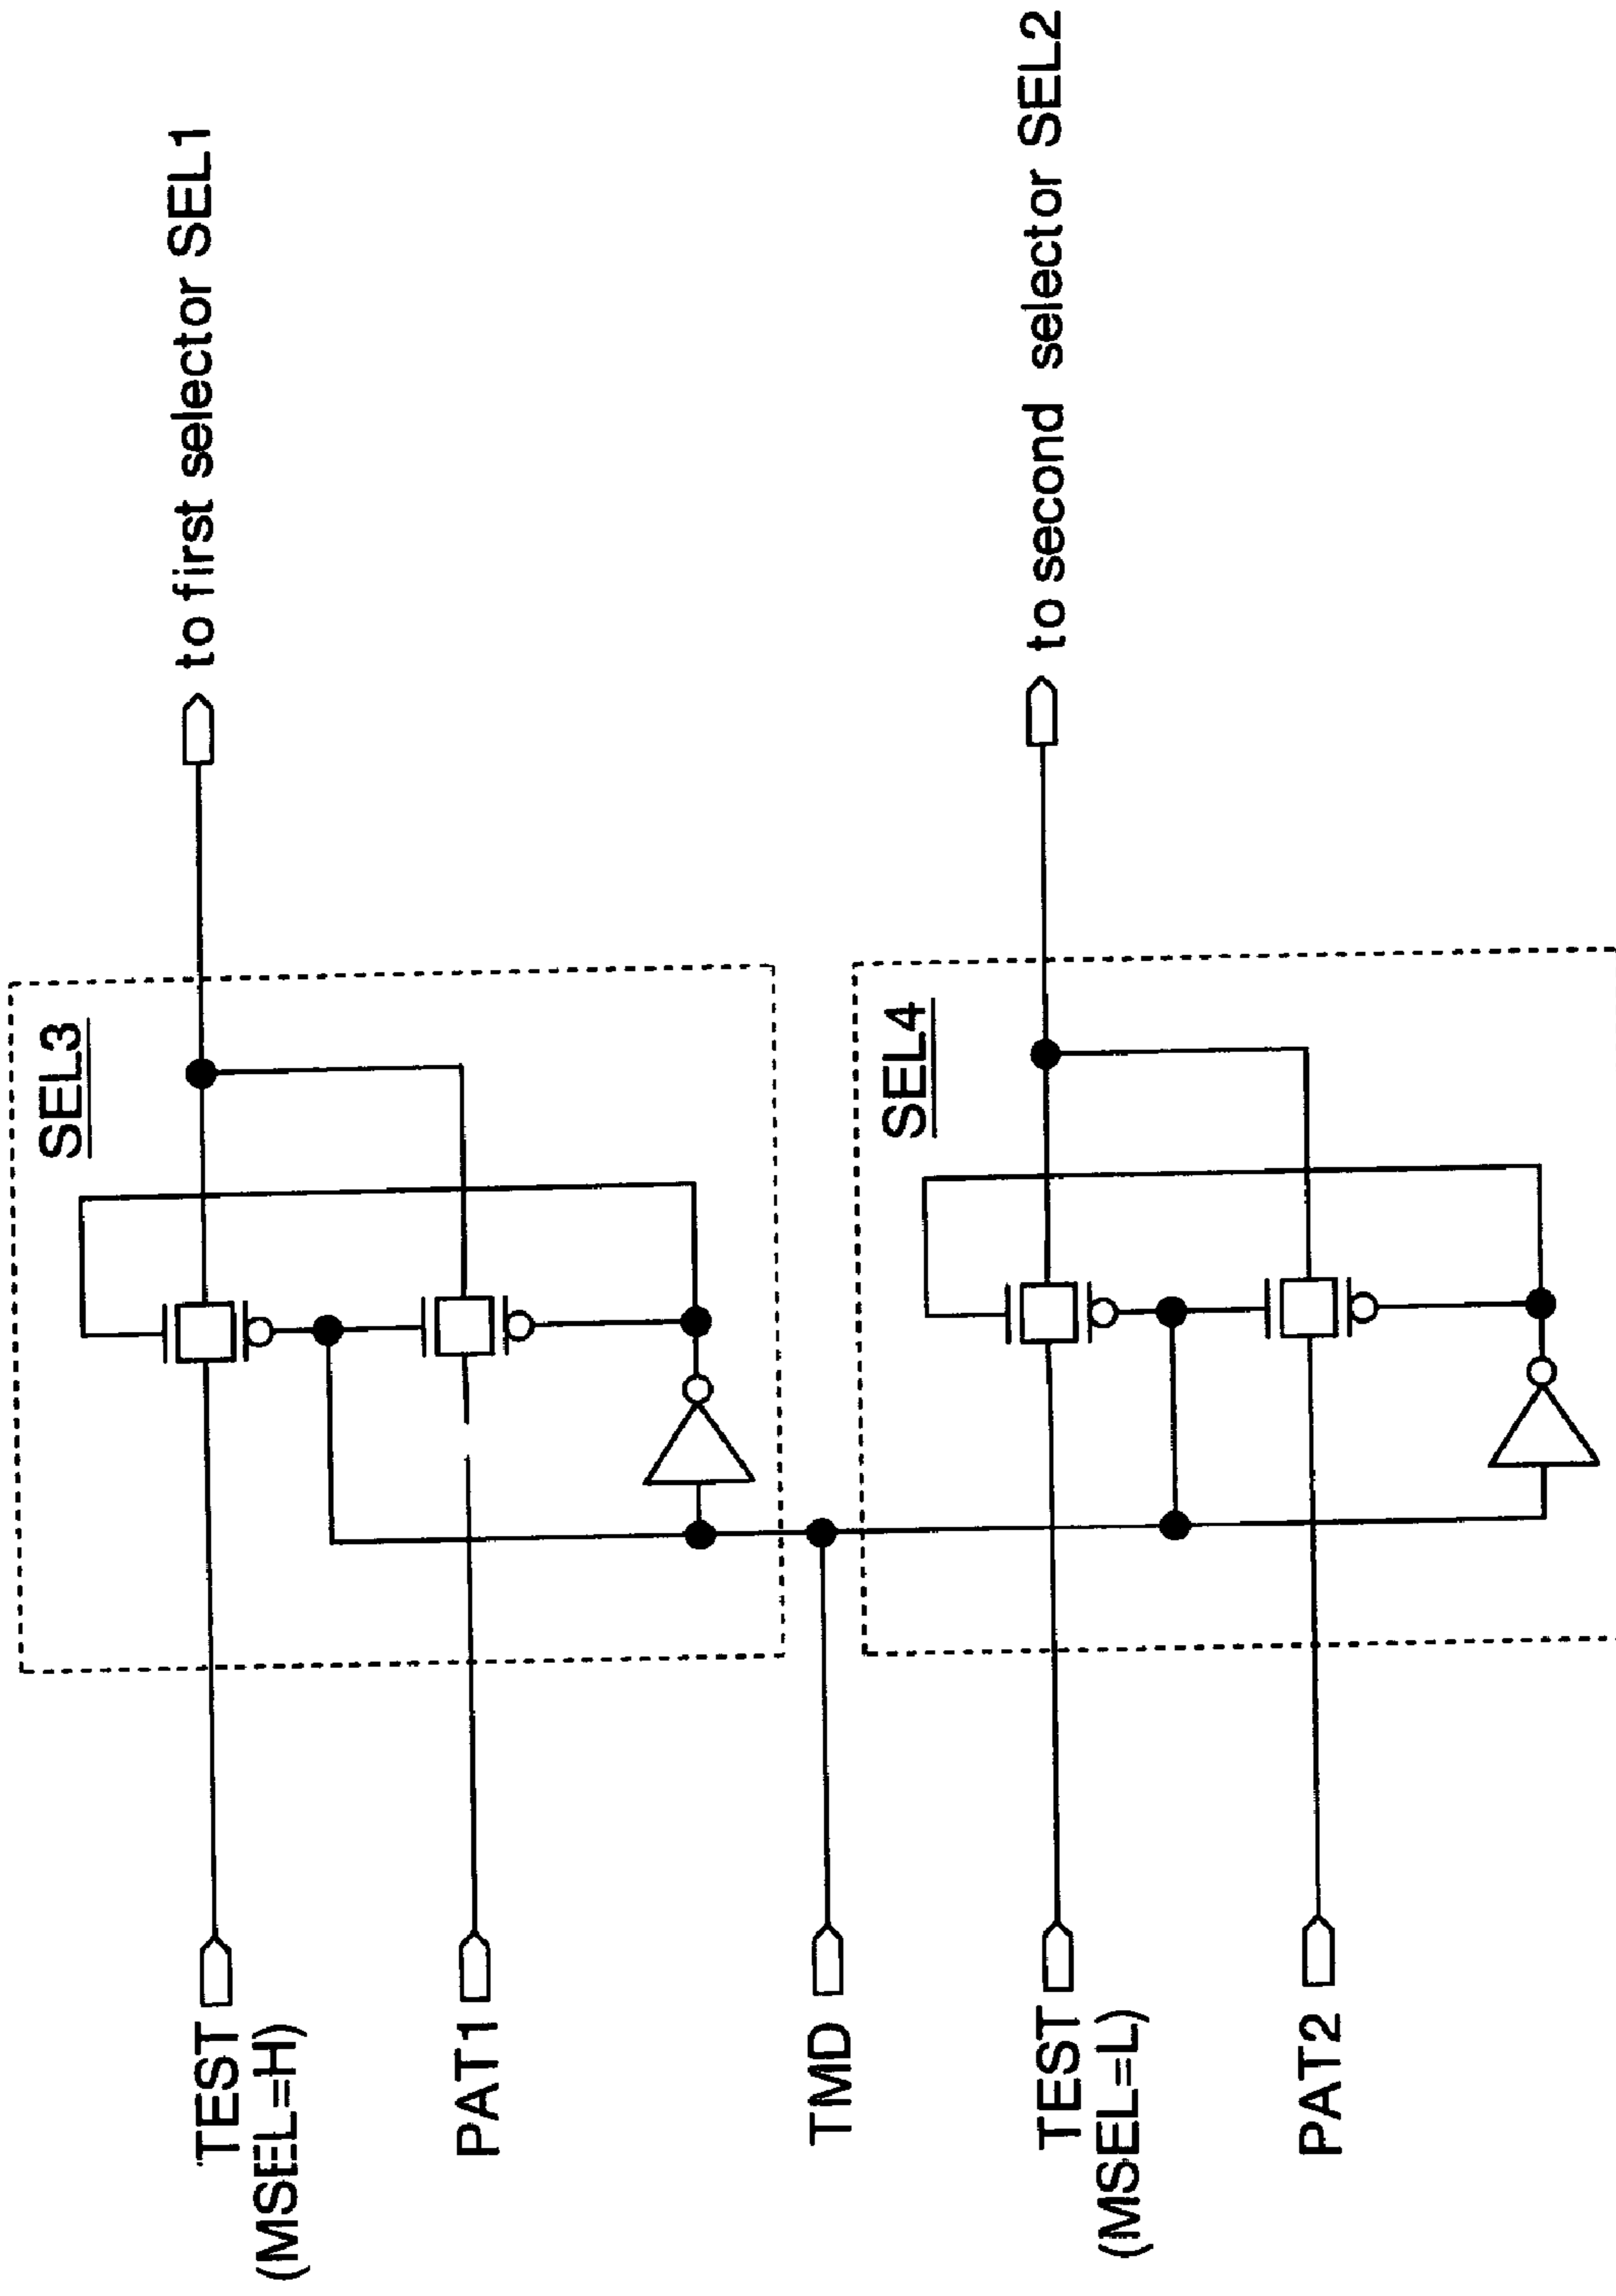 SEL3
to first selector SEL1
TEST
(MSEL=H)
PAT1
TMD
SEL4
to second selector SEL2
TEST
(MSEL=L)
PAT2